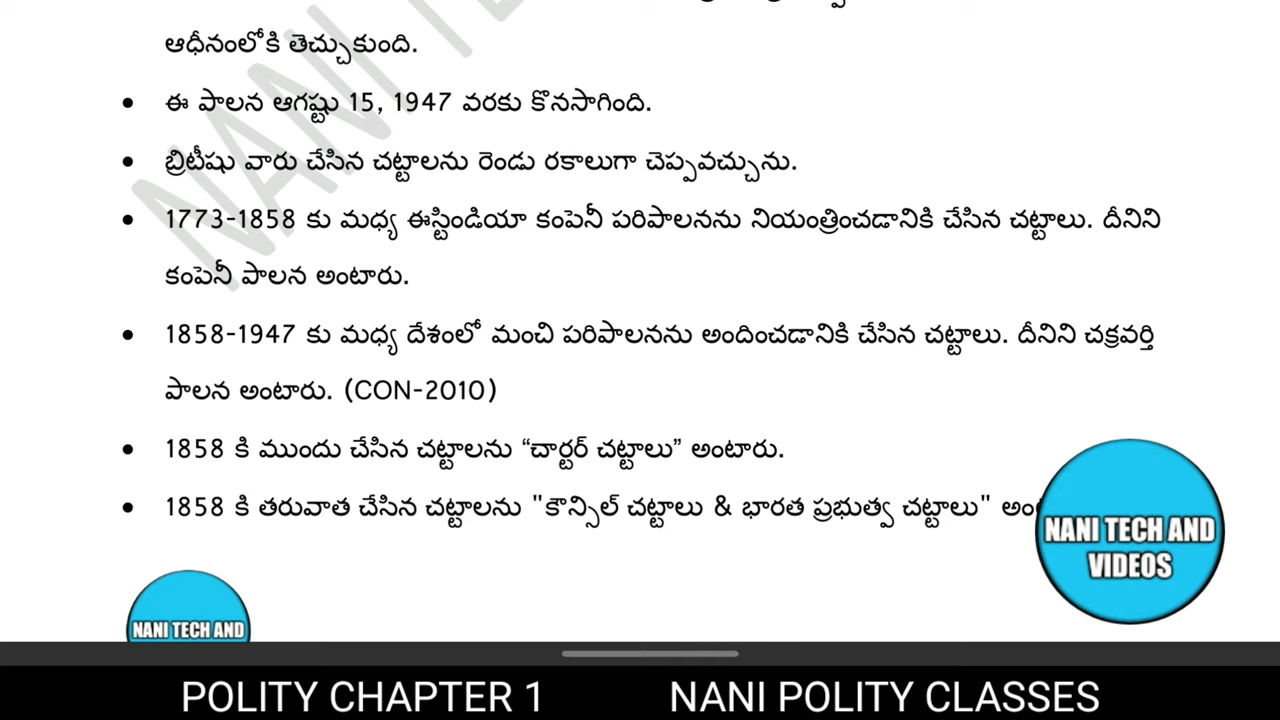 ఆధీనంలోకి తెచ్చుకుంది.
• ఈ పాలన ఆగష్టు 15, 1947 వరకు కొనసాగింది.
• బ్రిటీషు వారు చేసిన చట్టాలను రెండు రకాలుగా చెప్పవచ్చును.
• 1773-1858 కు మధ్య ఈస్టిండియా కంపెనీ పరిపాలనను నియంత్రించడానికి చేసిన చట్టాలు. దీనిని
కంపెనీ పాలన అంటారు.
• 1858-1947 కు మధ్య దేశంలో మంచి పరిపాలనను అందించడానికి చేసిన చట్టాలు. దీనిని చక్రవర్తి
పాలన అంటారు. (CON-2010)
• 1858 కి ముందు చేసిన చట్టాలను “చార్టర్ చట్టాలు” అంటారు.
• 1858 కి తరువాత చేసిన చట్టాలను "కౌన్సిల్ చట్టాలు & భారత ప్రభుత్వ చట్టాలు"
NANI TECH AND
VIDEOS
NANI TECH AND
POLITY CHAPTER 1 NANI POLITY CLASSES